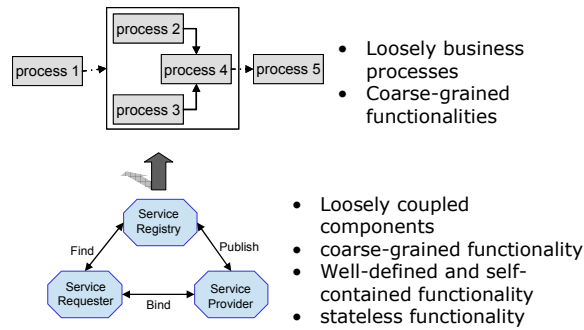 process 2
process 1
process 4
process 5
process 3
• Loosely business
processes
• Coarse-grained
functionalities
Service
Registry
Find
Publish
Service
Requester
Bind
Service
Provider
• Loosely coupled
components
• coarse-grained functionality
• Well-defined and self-
contained functionality
• stateless functionality